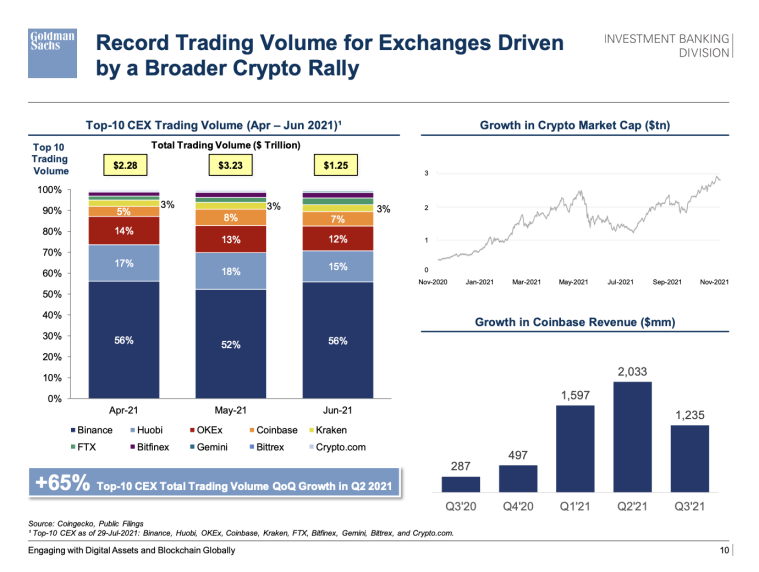 Goldman
Sachs
Record Trading Volume for Exchanges Driven
by a Broader Crypto Rally
INVESTMENT BANKING
DIVISION
Top-10 CEX Trading Volume (Apr – Jun 2021)¹
Top 10
Trading
Volume
Total Trading Volume ($ Trillion)
$2.28 $3.23 $1.25
100%
90%
80%
70%
60%
50%
40%
30%
20%
10%
0%
3% 3% 3%
5% 8% 7%
14% 13% 12%
17% 18% 15%
56% 52% 56%
Apr-21 May-21 Jun-21
Binance Huobi OKEx Coinbase Kraken
FTX Bitfinex Gemini Bittrex Crypto.com
+65% Top-10 CEX Total Trading Volume QoQ Growth in Q2 2021
Growth in Crypto Market Cap ($tn)
3
2
1
0
Nov-2020 Jan-2021 Mar-2021 May-2021 Jul-2021 Sep-2021 Nov-2021
Growth in Coinbase Revenue ($mm)
287 497 1,597 2,033 1,235
Q3'20 Q4'20 Q1'21 Q2'21 Q3'21
Source: Coingecko, Public Filings
¹ Top-10 CEX as of 29-Jul-2021: Binance, Huobi, OKEx, Coinbase, Kraken, FTX, Bitfinex, Gemini, Bittrex, and Crypto.com.
Engaging with Digital Assets and Blockchain Globally
10